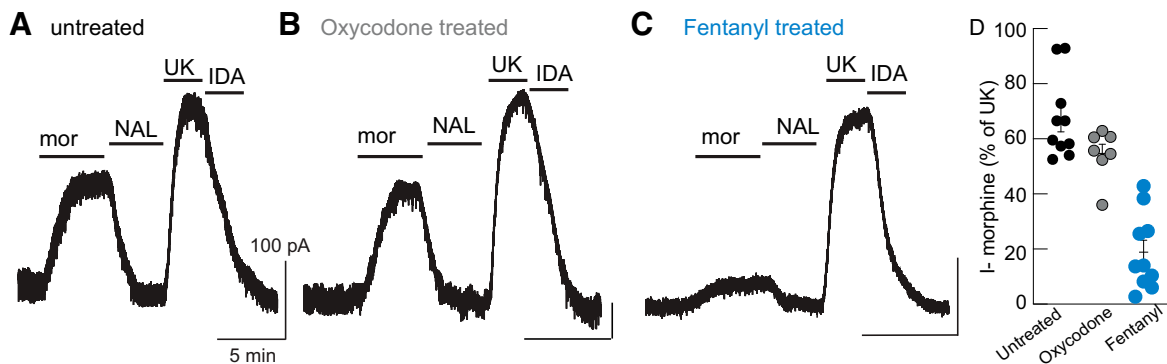 A untreated
mor
NAL
UK
IDA
100 pA
5 min
B Oxycodone treated
mor
NAL
UK
IDA
C Fentanyl treated
mor
NAL
UK
IDA
D
I- morphine (% of UK)
100
80
60
40
20
0
Untreated
Oxycodone
Fentanyl